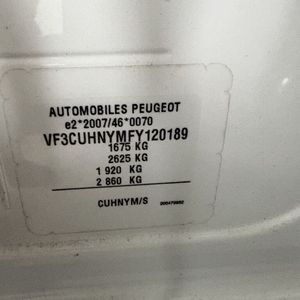 AUTOMOBILES PEUGEOT
e2*2007/46*0070
VF3CUHNYMFY120189
1675 KG
2625 KG
1 920 KG
2 860 KG
CUHNYM/S